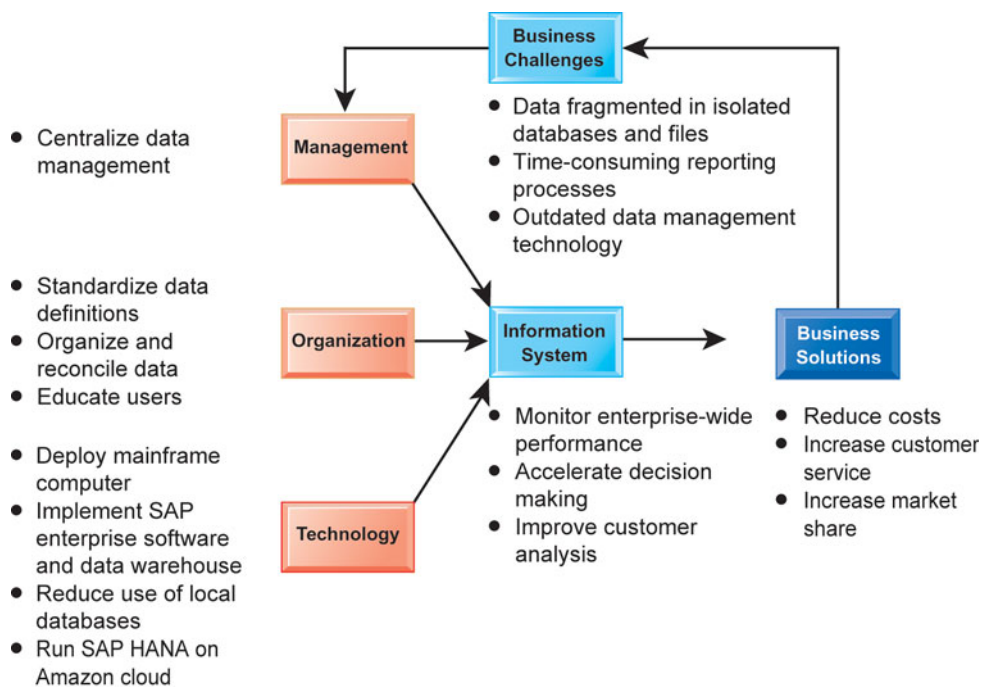 Business
Challenges
• Data fragmented in isolated
databases and files
• Time-consuming reporting
processes
• Outdated data management
technology
• Centralize data
management
Management
• Standardize data
definitions
• Organize and
reconcile data
• Educate users
Organization
Information
System
• Monitor enterprise-wide
performance
• Accelerate decision
making
• Improve customer
analysis
Business
Solutions
• Reduce costs
• Increase customer
service
• Increase market
share
• Deploy mainframe
computer
• Implement SAP
enterprise software
and data warehouse
• Reduce use of local
databases
• Run SAP HANA on
Amazon cloud
Technology